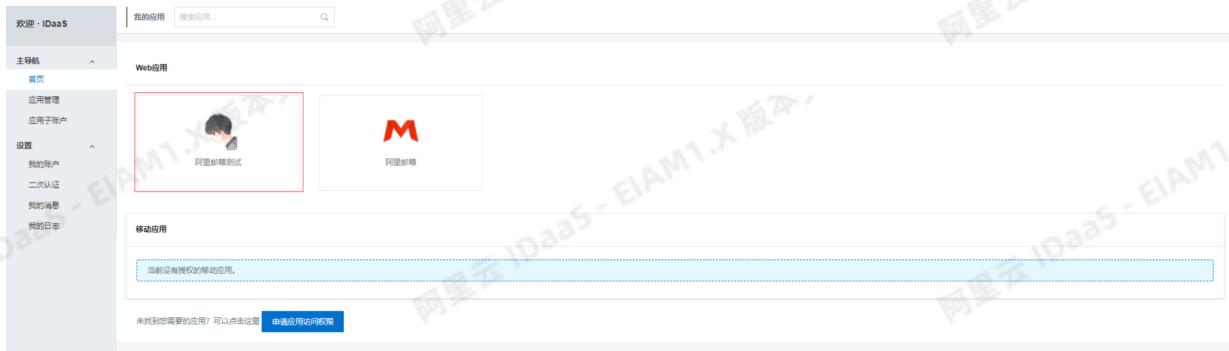 欢迎 · IDaaS
我的应用
搜索应用...
主导航
首页
应用管理
应用子账户
设置
我的账户
二次认证
我的消息
我的日志
Web应用
阿里邮箱测试
阿里邮箱
移动应用
当前没有授权的移动应用。
未找到您需要的应用？可以点击这里 申请应用访问权限
阿里云 IDaaS - EIAM1.X 版本